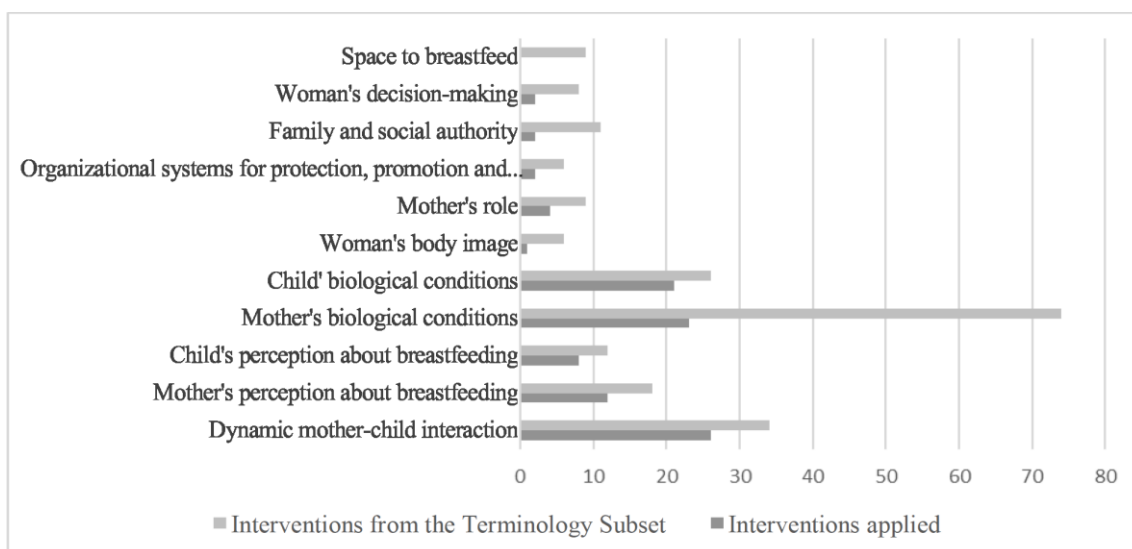 Space to breastfeed
Woman's decision-making
Family and social authority
Organizational systems for protection, promotion and...
Mother's role
Woman's body image
Child' biological conditions
Mother's biological conditions
Child's perception about breastfeeding
Mother's perception about breastfeeding
Dynamic mother-child interaction
0 10 20 30 40 50 60 70 80
Interventions from the Terminology Subset Interventions applied